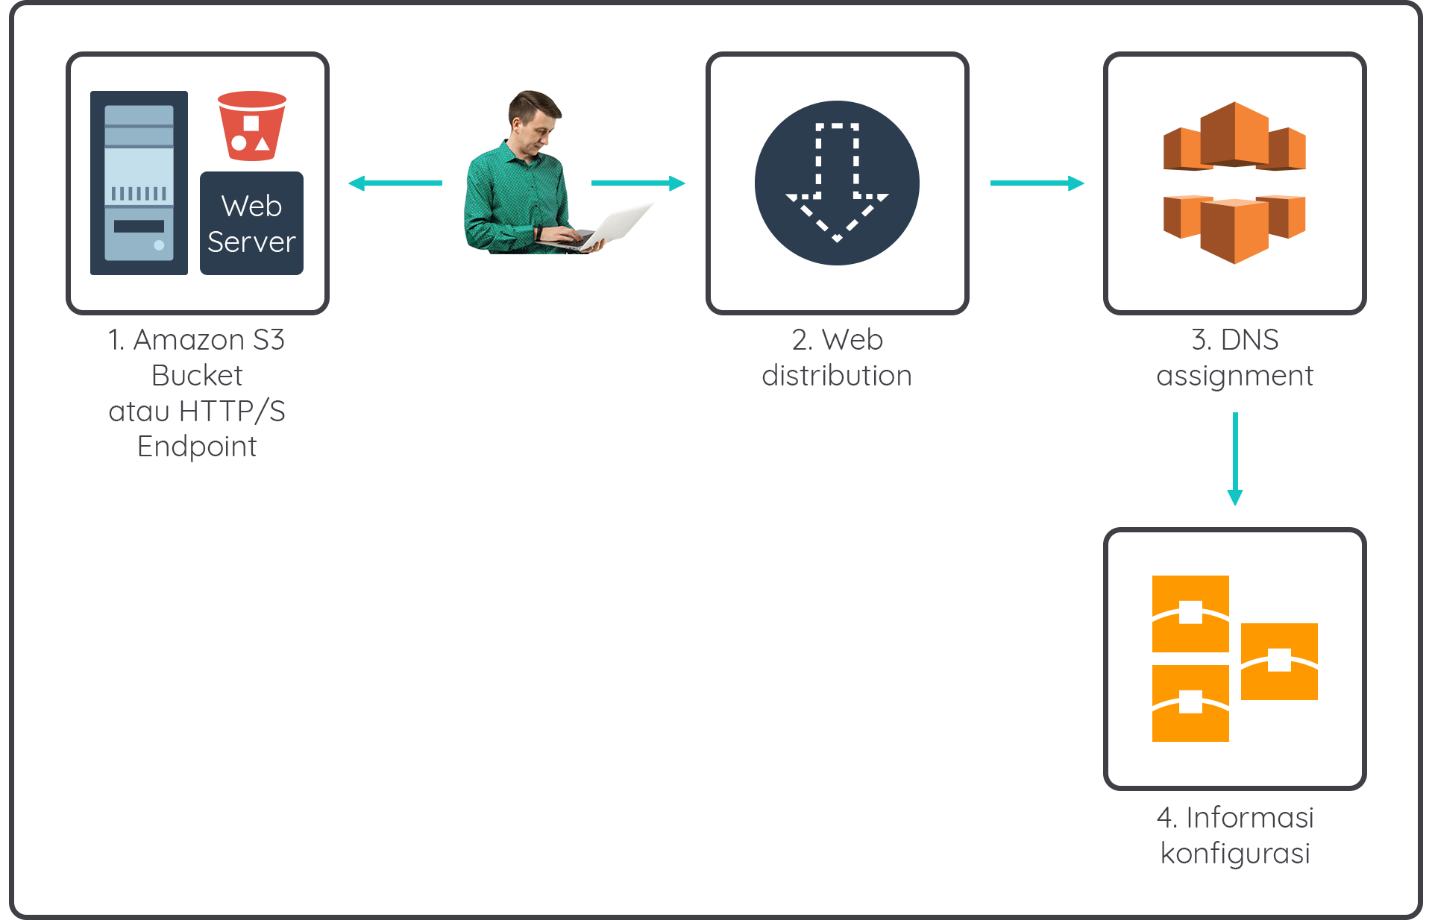 Web
Server
1. Amazon S3
Bucket
atau HTTP/S
Endpoint
2. Web
distribution
3. DNS
assignment
4. Informasi
konfigurasi